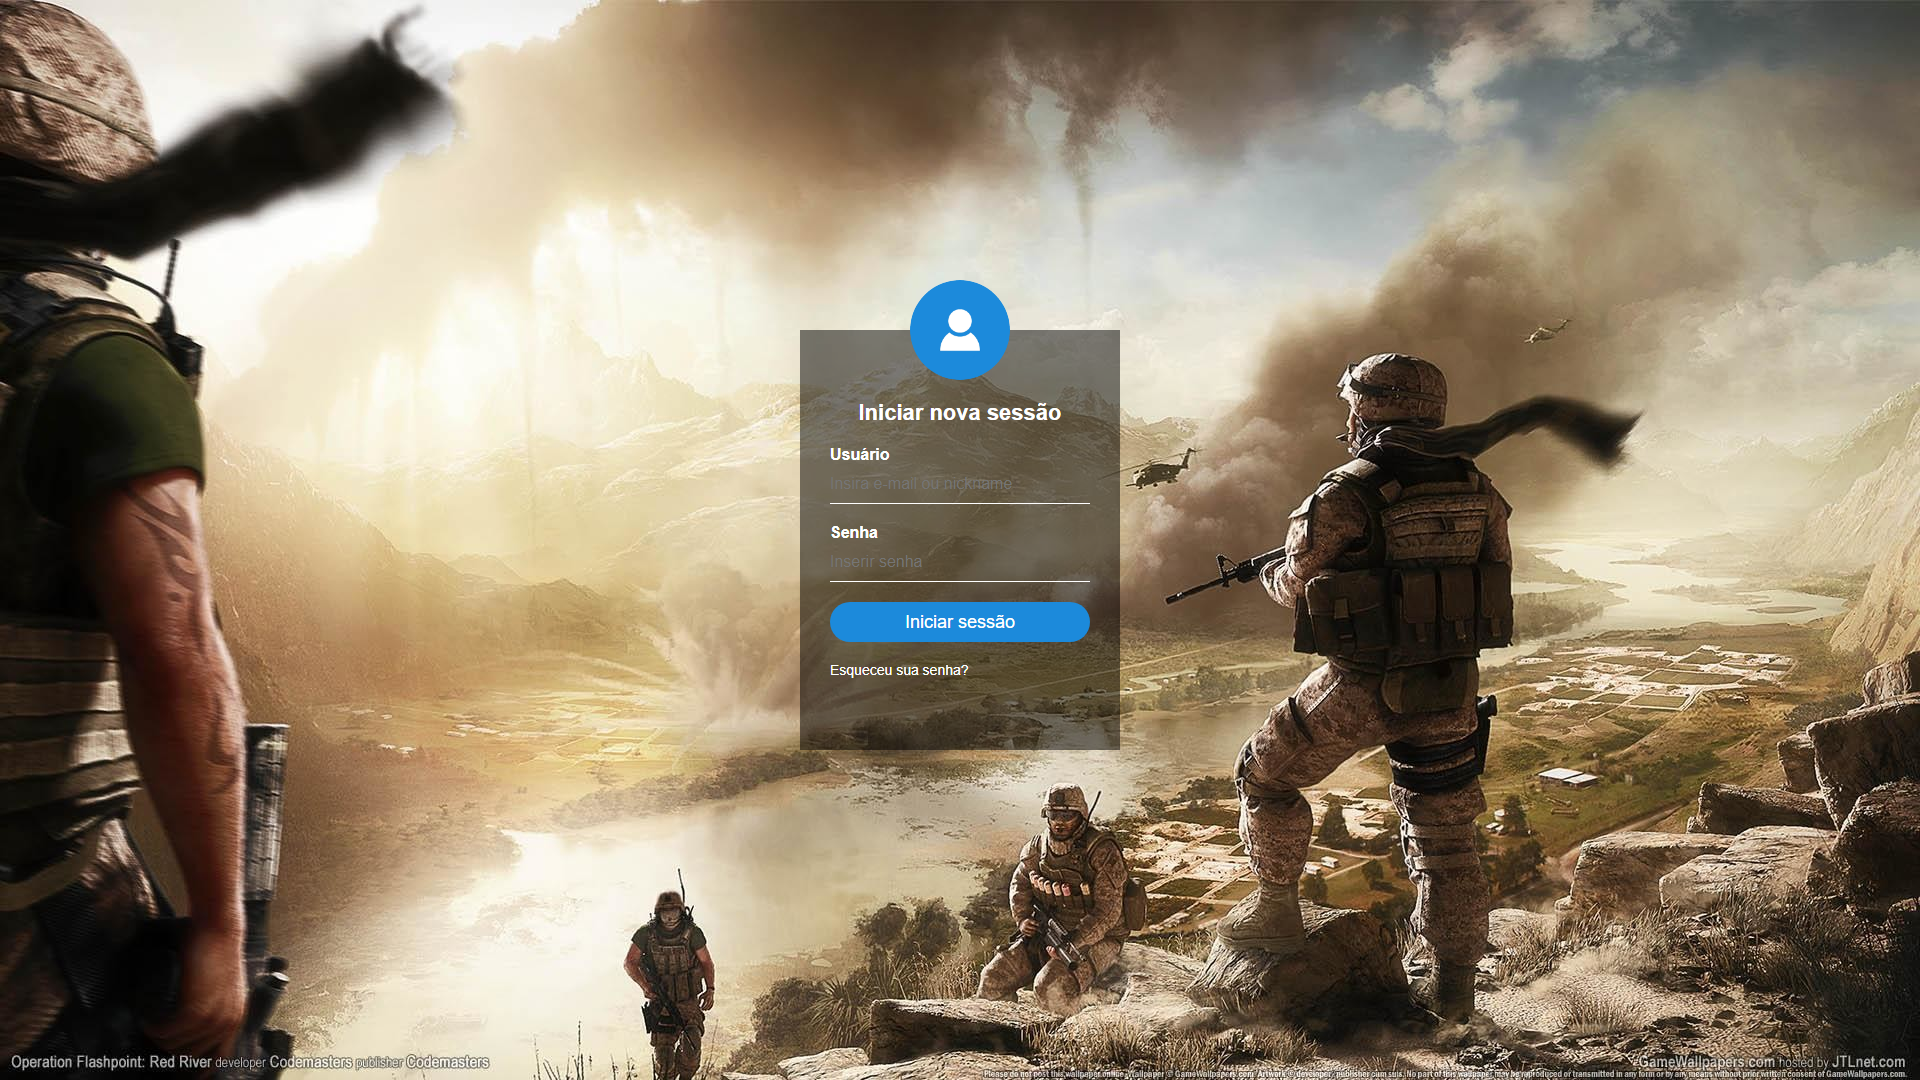 Iniciar nova sessão
Usuário
Insira e-mail ou nickname
Senha
Inserir senha
Iniciar sessão
Esqueceu sua senha?
Operation Flashpoint: Red River developer Codemasters publisher Codemasters
GameWallpapers.com hosted by JTLnet.com
Please do not post this wallpaper online. Wallpaper © GameWallpapers.com. Artwork © developer, publisher cum suis. No part of this wallpaper may be reproduced or transmitted in any form or by any means without prior written consent of GameWallpapers.com.